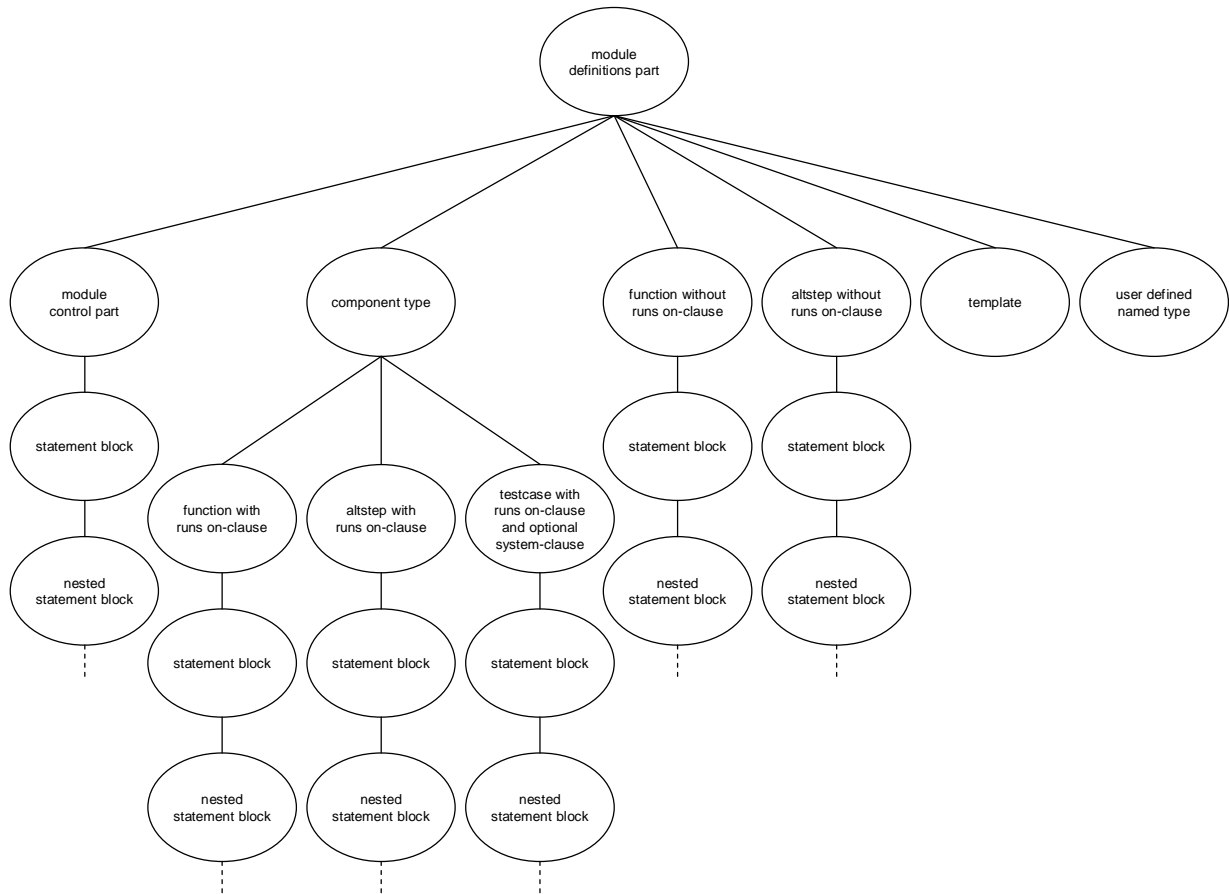 module
definitions part
module
control part
component type
function without
runs on-clause
altstep without
runs on-clause
template
user defined
named type
statement block
statement block
statement block
function with
runs on-clause
altstep with
runs on-clause
testcase with
runs on-clause
and optional
system-clause
nested
statement block
nested
statement block
nested
statement block
statement block
statement block
statement block
nested
statement block
nested
statement block
nested
statement block